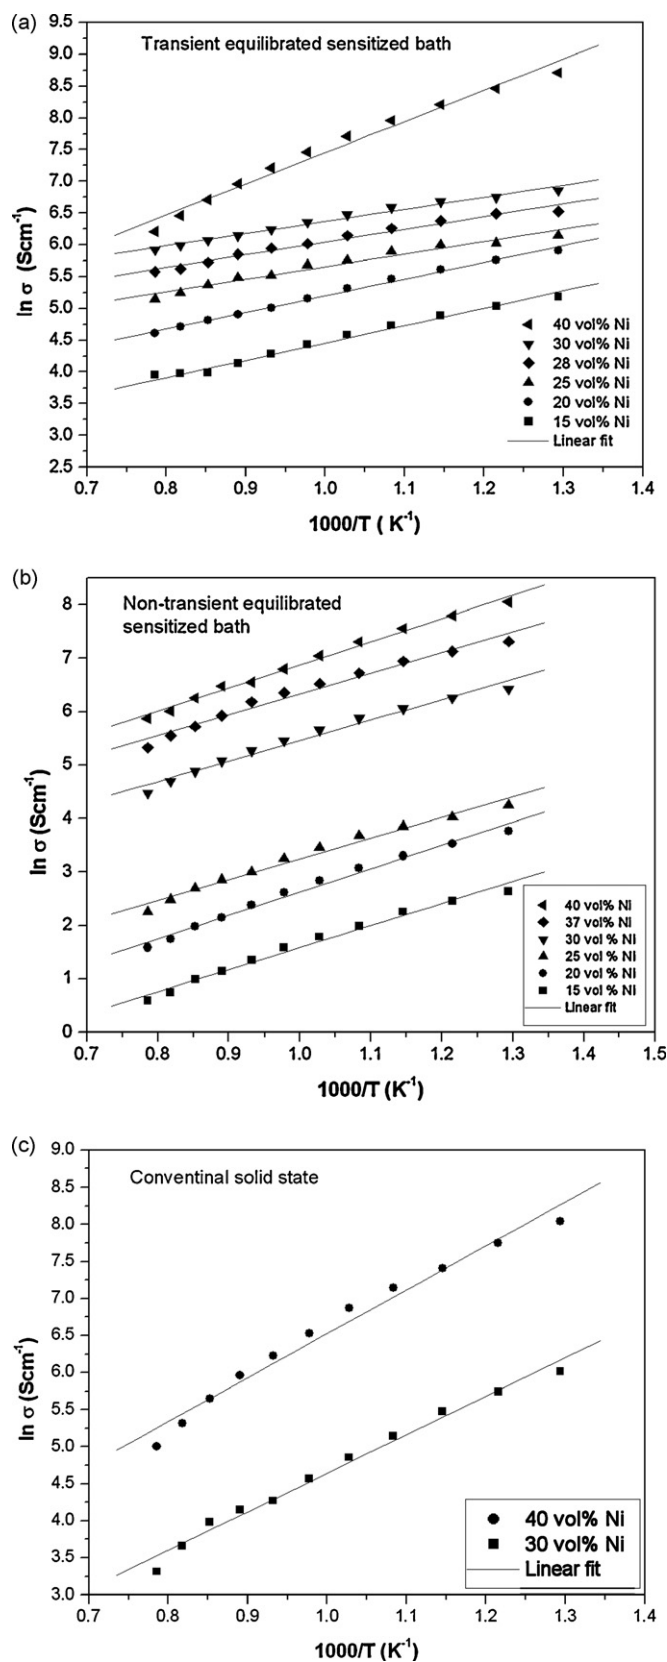 (a)
Transient equilibrated sensitized bath
9.5
9.0
8.5
8.0
7.5
7.0
6.5
6.0
5.5
5.0
4.5
4.0
3.5
3.0
2.5
ln σ (Scm⁻¹)
40 vol% Ni
30 vol% Ni
28 vol% Ni
25 vol% Ni
20 vol% Ni
15 vol% Ni
Linear fit
0.7 0.8 0.9 1.0 1.1 1.2 1.3 1.4
1000/T ( K⁻¹)
(b)
Non-transient equilibrated
sensitized bath
8
7
6
5
4
3
2
1
0
ln σ (Scm⁻¹)
40 vol% Ni
37 vol% Ni
30 vol % Ni
25 vol % Ni
20 vol % Ni
15 vol % Ni
Linear fit
0.7 0.8 0.9 1.0 1.1 1.2 1.3 1.4 1.5
1000/T (K⁻¹)
(c)
Conventinal solid state
9.0
8.5
8.0
7.5
7.0
6.5
6.0
5.5
5.0
4.5
4.0
3.5
3.0
ln σ (Scm⁻¹)
40 vol% Ni
30 vol% Ni
Linear fit
0.7 0.8 0.9 1.0 1.1 1.2 1.3 1.4
1000/T (K⁻¹)